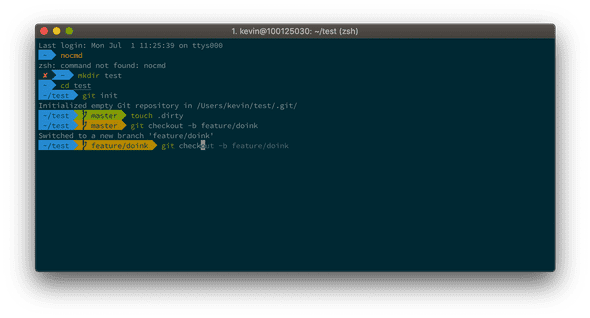 1. kevin@100125030: ~/test (zsh)
Last login: Mon Jul  1 11:25:39 on ttys000
~ nocmd
zsh: command not found: nocmd
✘ ~ mkdir test
~ cd test
~/test git init
Initialized empty Git repository in /Users/kevin/test/.git/
~/test master touch .dirty
~/test master git checkout -b feature/doink
Switched to a new branch 'feature/doink'
~/test feature/doink git checkout -b feature/doink